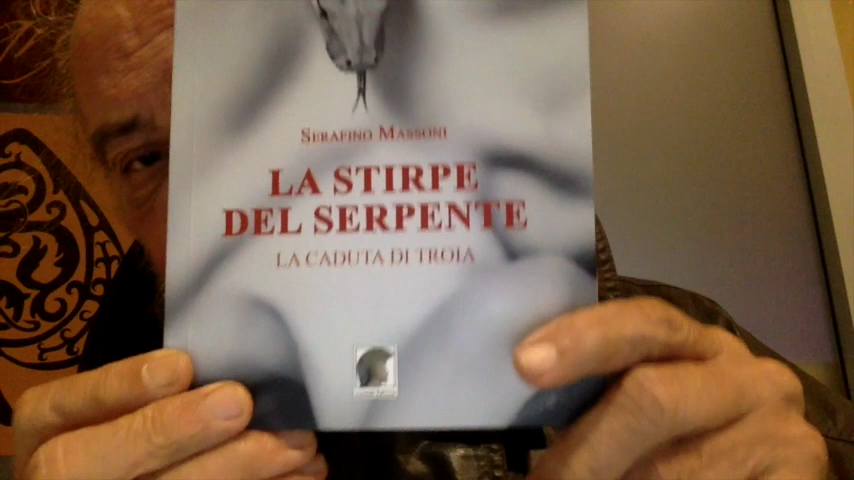 SERAFINO MASSONI
LA STIRPE
DEL SERPENTE
LA CADUTA DI TROIA